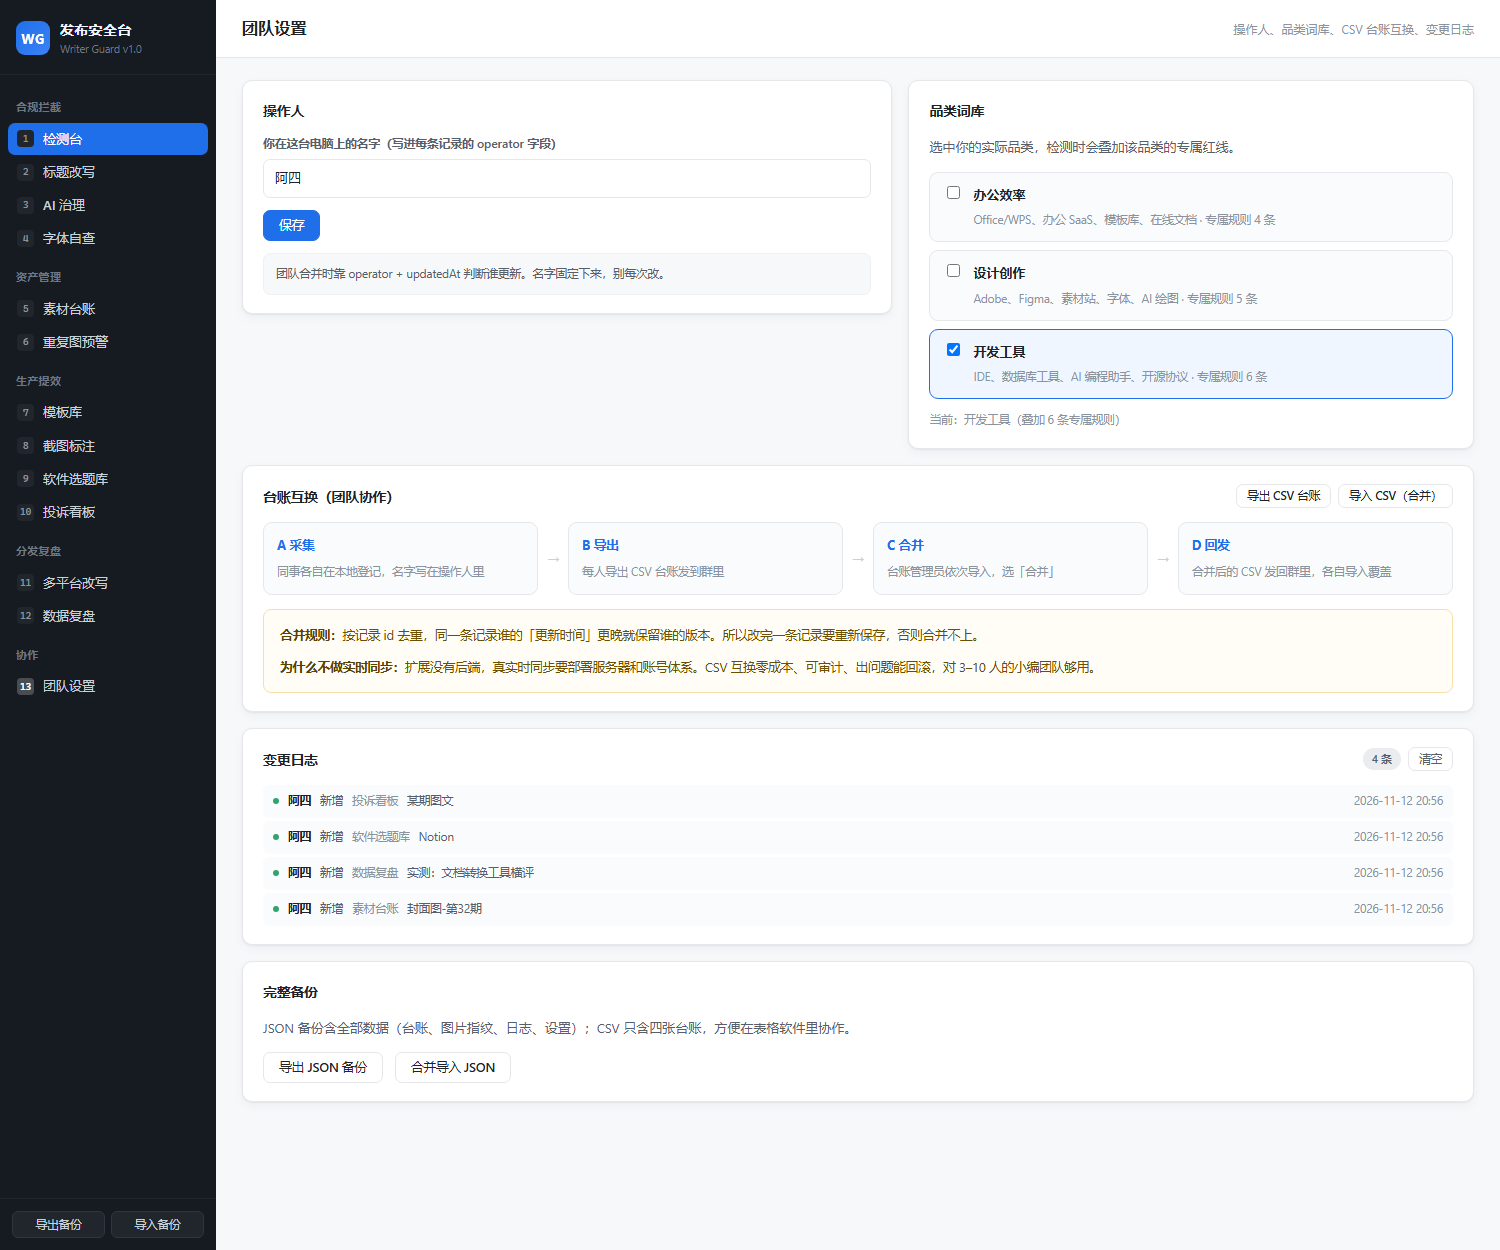 WG
发布安全台
Writer Guard v1.0
合规拦截
1 检测台
2 标题改写
3 AI 治理
4 字体自查
资产管理
5 素材台账
6 重复图预警
生产提效
7 模板库
8 截图标注
9 软件选题库
10 投诉看板
分发复盘
11 多平台改写
12 数据复盘
协作
13 团队设置
导出备份 导入备份
团队设置
操作人、品类词库、CSV 台账互换、变更日志
操作人
你在这台电脑上的名字（写进每条记录的 operator 字段）
阿四
保存
团队合并时靠 operator + updatedAt 判断谁更新。名字固定下来，别每次改。
品类词库
选中你的实际品类，检测时会叠加该品类的专属红线。
办公效率
Office/WPS、办公 SaaS、模板库、在线文档 · 专属规则 4 条
设计创作
Adobe、Figma、素材站、字体、AI 绘图 · 专属规则 5 条
开发工具
IDE、数据库工具、AI 编程助手、开源协议 · 专属规则 6 条
当前：开发工具（叠加 6 条专属规则）
台账互换（团队协作）
导出 CSV 台账 导入 CSV（合并）
A 采集
同事各自在本地登记，名字写在操作人里
→
B 导出
每人导出 CSV 台账发到群里
→
C 合并
台账管理员依次导入，选「合并」
→
D 回发
合并后的 CSV 发回群里，各自导入覆盖
合并规则：按记录 id 去重，同一条记录谁的「更新时间」更晚就保留谁的版本。所以改完一条记录要重新保存，否则合并不上。
为什么不做实时同步：扩展没有后端，真实时同步要部署服务器和账号体系。CSV 互换零成本、可审计、出问题能回滚，对 3–10 人的小编团队够用。
变更日志
4 条 清空
阿四 新增 投诉看板 某期图文 2026-11-12 20:56
阿四 新增 软件选题库 Notion 2026-11-12 20:56
阿四 新增 数据复盘 实测：文档转换工具横评 2026-11-12 20:56
阿四 新增 素材台账 封面图-第32期 2026-11-12 20:56
完整备份
JSON 备份含全部数据（台账、图片指纹、日志、设置）；CSV 只含四张台账，方便在表格软件里协作。
导出 JSON 备份 合并导入 JSON